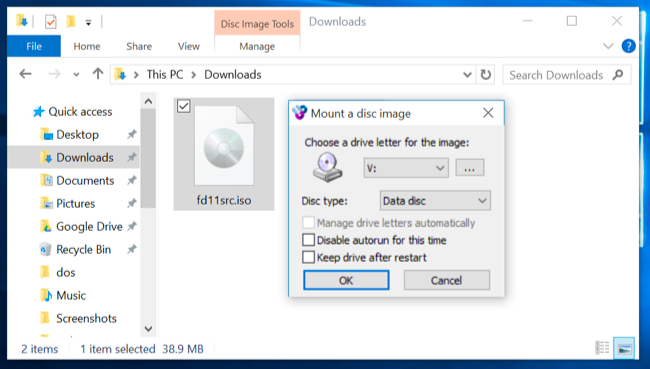 Disc Image Tools
Downloads
File
Home
Share
View
Manage
This PC
Downloads
Search Downloads
Quick access
Desktop
Downloads
Documents
Pictures
Google Drive
Recycle Bin
dos
Music
Screenshots
fd11src.iso
Mount a disc image
Choose a drive letter for the image:
V:
...
Disc type:
Data disc
Manage drive letters automatically
Disable autorun for this time
Keep drive after restart
OK
Cancel
2 items
1 item selected 38.9 MB